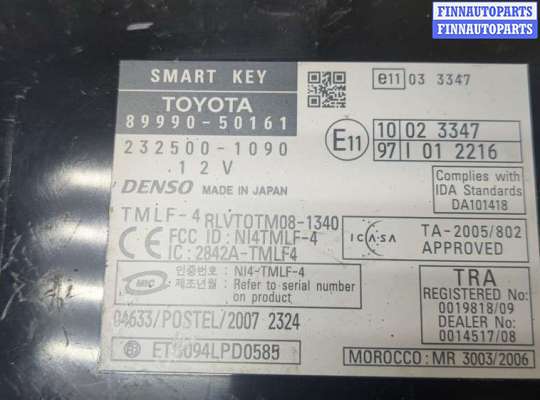 FINNAUTOPARTS
FINNAUTOPARTS
SMART KEY
TOYOTA
89990-50161
232500-1090
12V
DENSO MADE IN JAPAN
e11 03 3347
E11
10 02 3347
97 I 01 2216
Complies with
IDA Standards
DA101418
TMLF-4 RLVTOTM08-1340
CE FCC ID : NI4TMLF-4
IC : 2842A-TMLF4
ICASA
TA-2005/802
APPROVED
MIC
인증번호 : NI4-TMLF-4
제조년월 : Refer to serial number
on product
TRA
REGISTERED No:
0019818/09
DEALER No:
0014517/08
04633/POSTEL/2007 2324
ET5094LPD0585
MOROCCO: MR 3003/2006